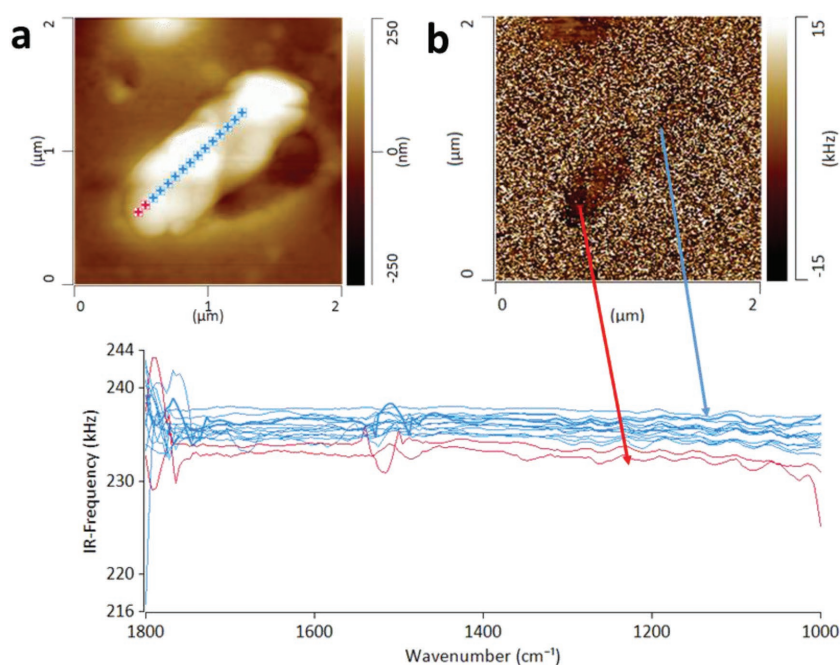 a
2
1
0
(µm)
0
1
2
(µm)
250
0
-250
(nm)
b
2
0
(µm)
0
2
(µm)
15
-15
(kHz)
244
240
230
220
216
IR-Frequency (kHz)
1800
1600
1400
1200
1000
Wavenumber (cm⁻¹)